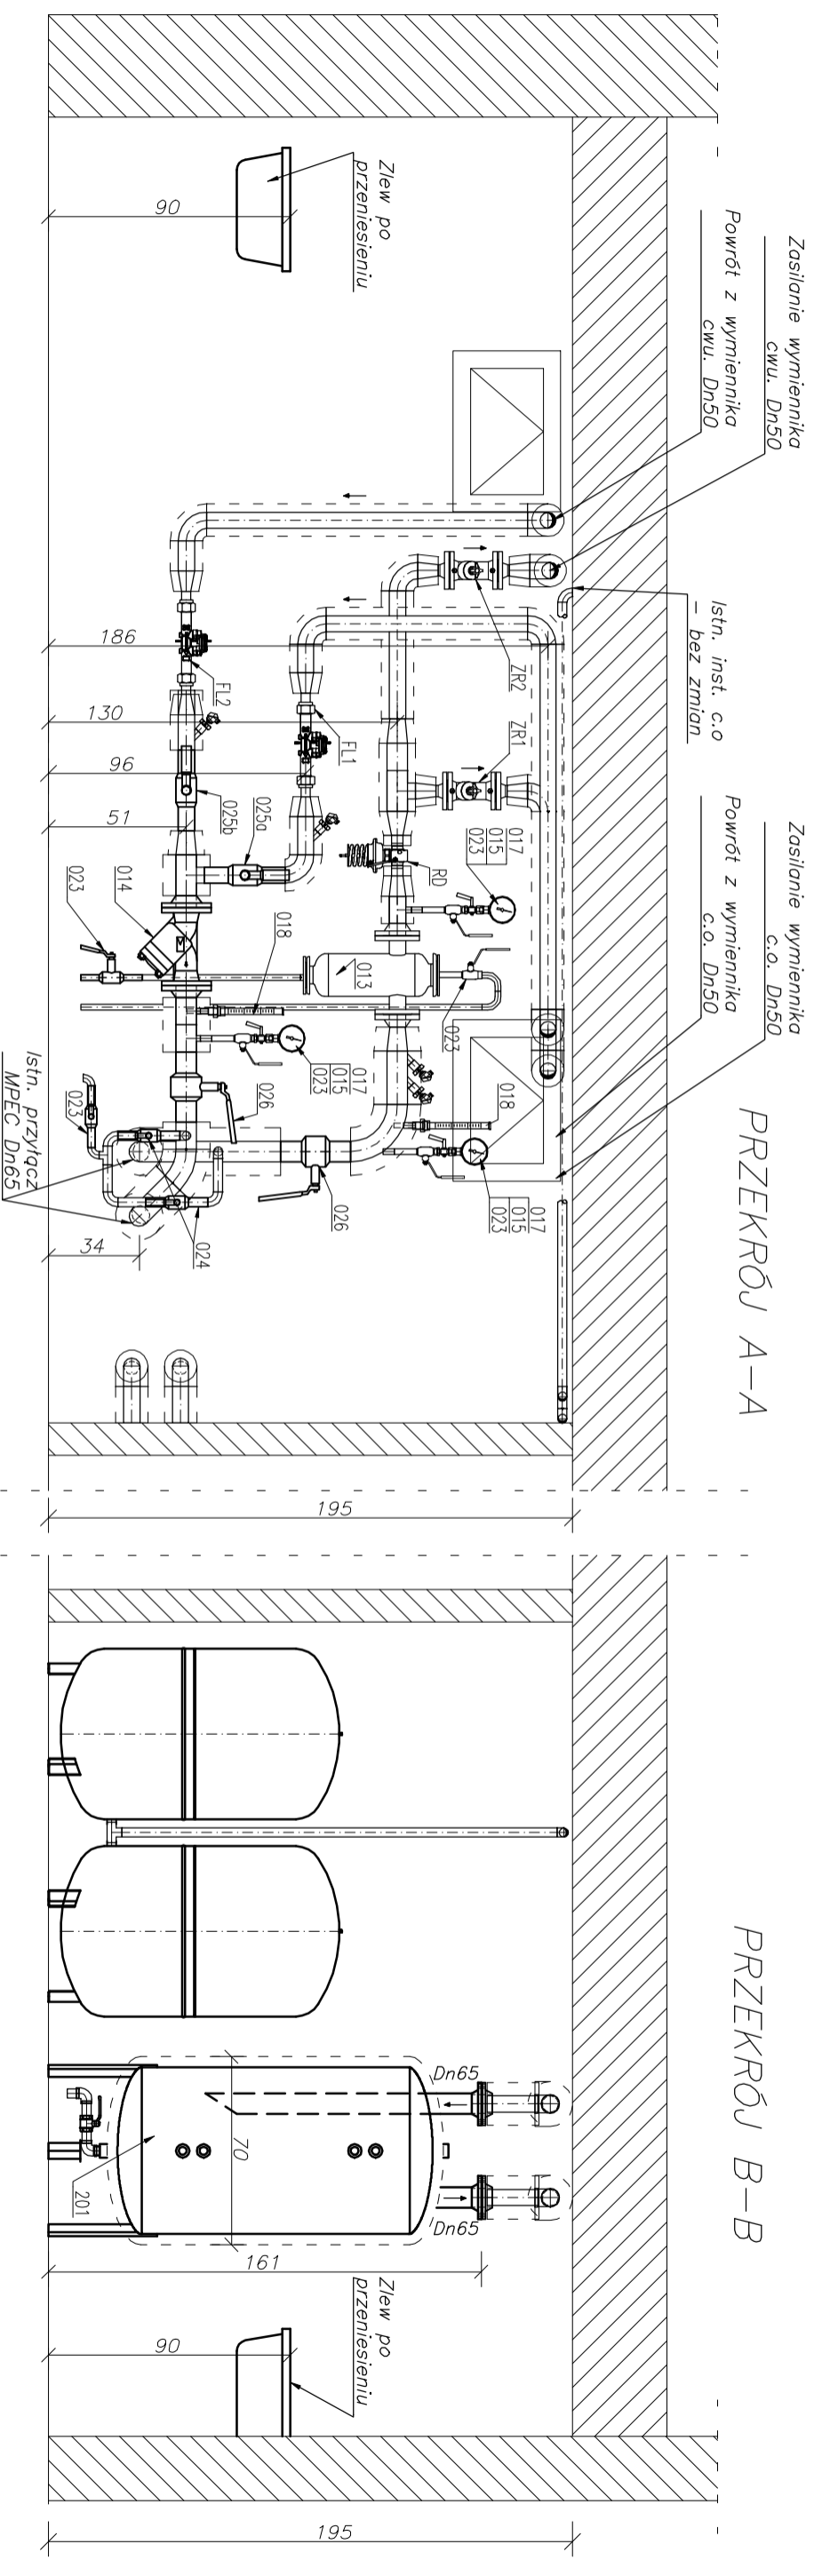 PRZEKRÓJ A-A
Zasilanie wymiennika
cwu. Dn50
Powrót z wymiennika
cwu. Dn50
Istn. inst. c.o
- bez zmian
Zasilanie wymiennika
c.o. Dn50
Powrót z wymiennika
c.o. Dn50
Zlew po
przeniesieniu
90
186
130
96
51
34
195
ZR2
ZR1
FL2
FL1
RD
025b
025a
017
015
023
014
023
018
013
023
017
015
023
018
017
015
023
026
026
023
024
Istn. przyłącz
MPEC Dn65
PRZEKRÓJ B-B
Dn65
Dn65
70
201
161
Zlew po
przeniesieniu
90
195